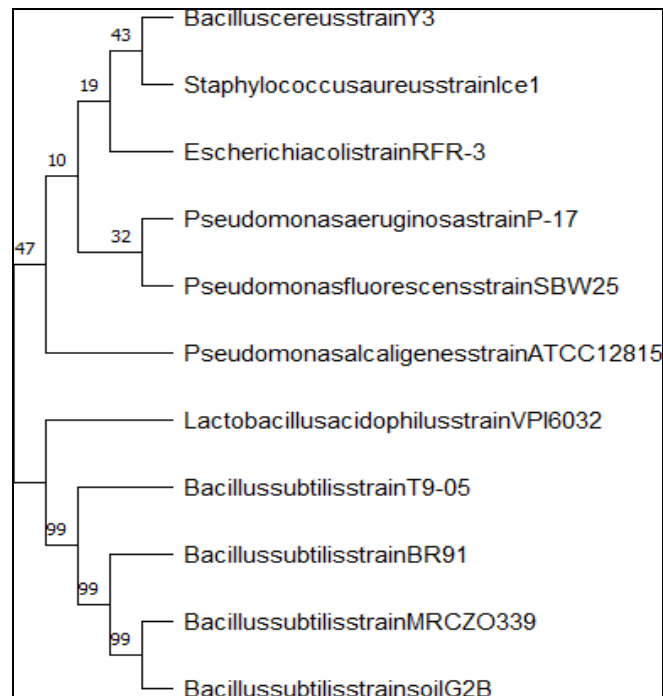 BacilluscereusstrainY3
43
StaphylococcusaureusstrainIce1
19
EscherichiacolistrainRFR-3
10
PseudomonasaeruginosastrainP-17
32
47
PseudomonasfluorescensstrainSBW25
PseudomonasalcaligenesstrainATCC12815
LactobacillusacidophilusstrainVPI6032
BacillussubtilisstrainT9-05
99
BacillussubtilisstrainBR91
99
BacillussubtilisstrainMRCZO339
99
BacillussubtilisstrainsoilG2B